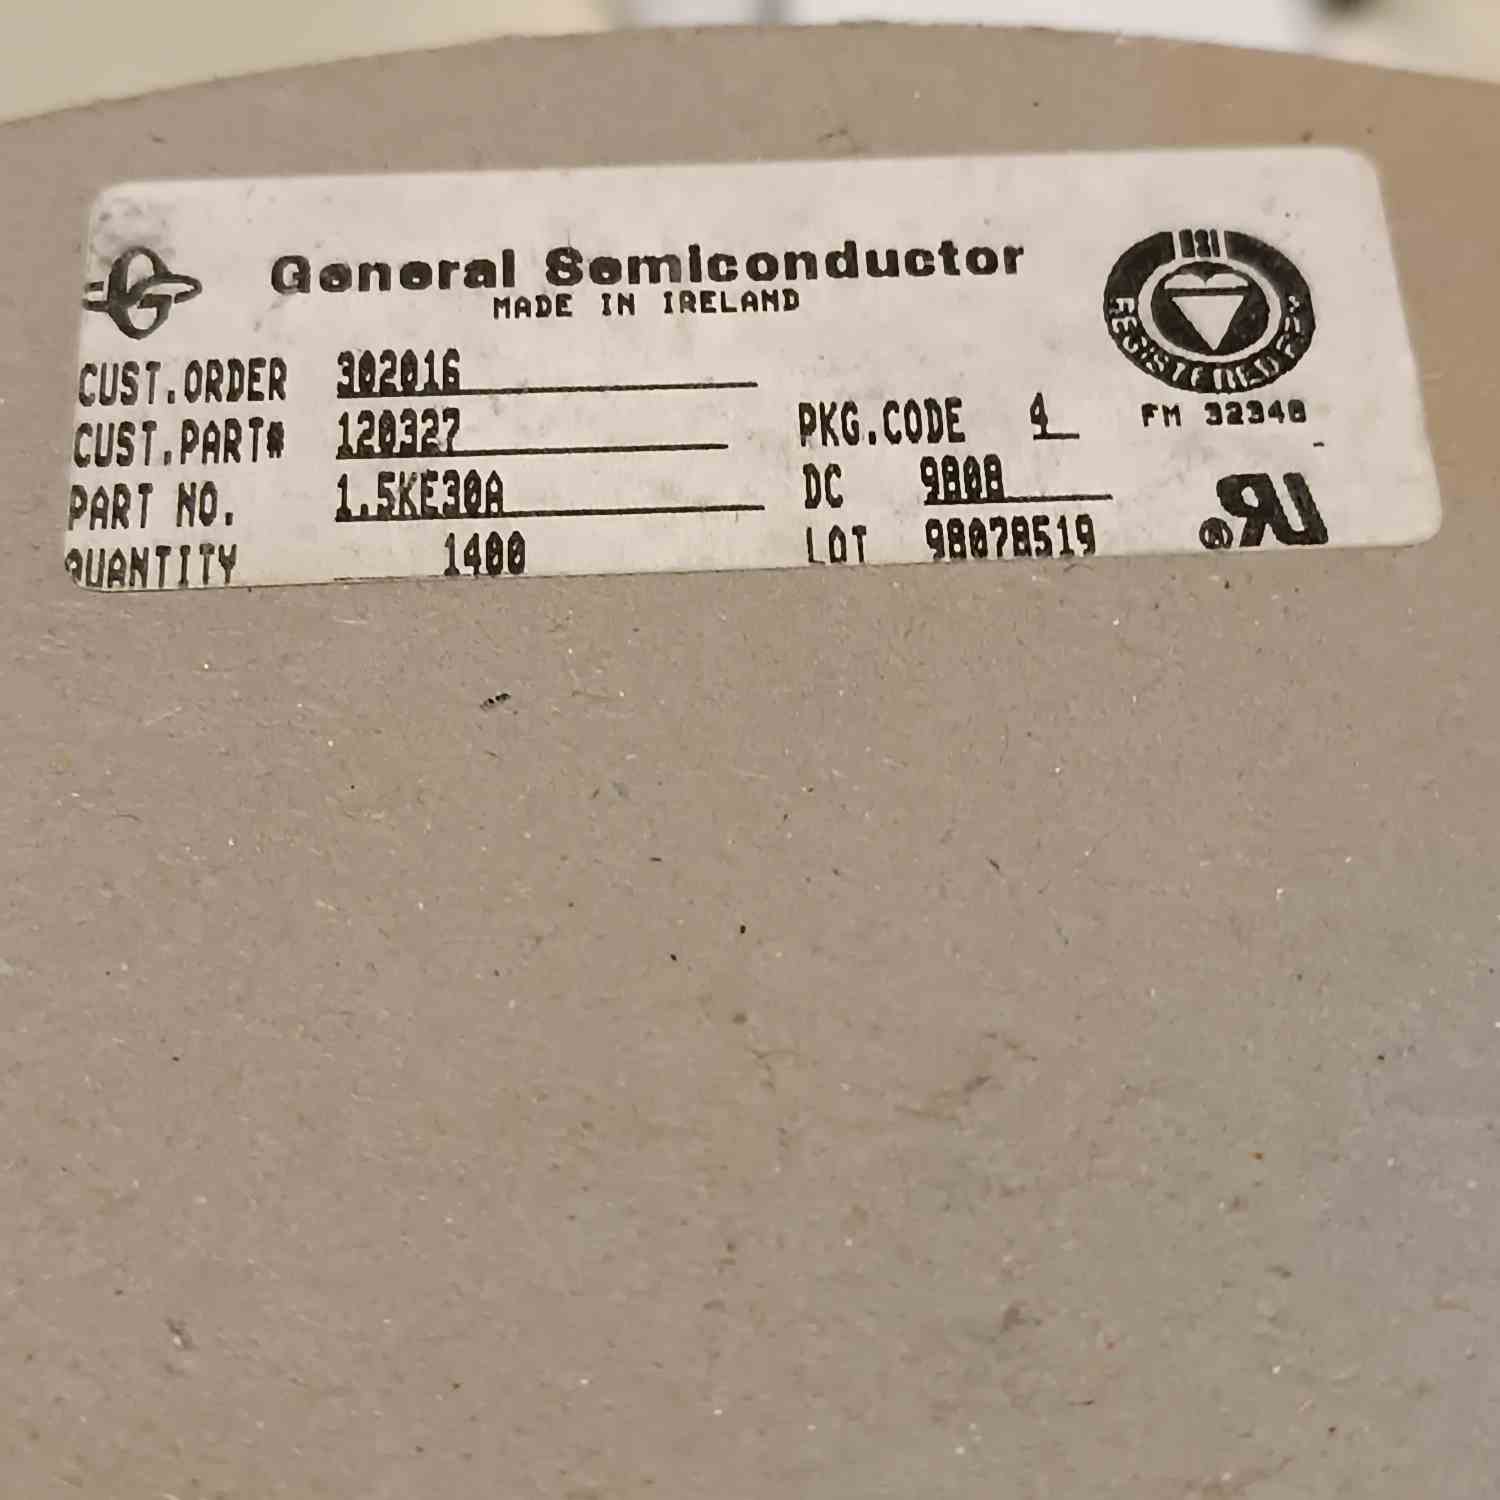 General Semiconductor
MADE IN IRELAND
CUST.ORDER 302016
CUST.PART# 120327
PART NO. 1.5KE30A
QUANTITY 1400
PKG.CODE 4
DC 9808
LOT 98078519
REGISTERED
FM 32348